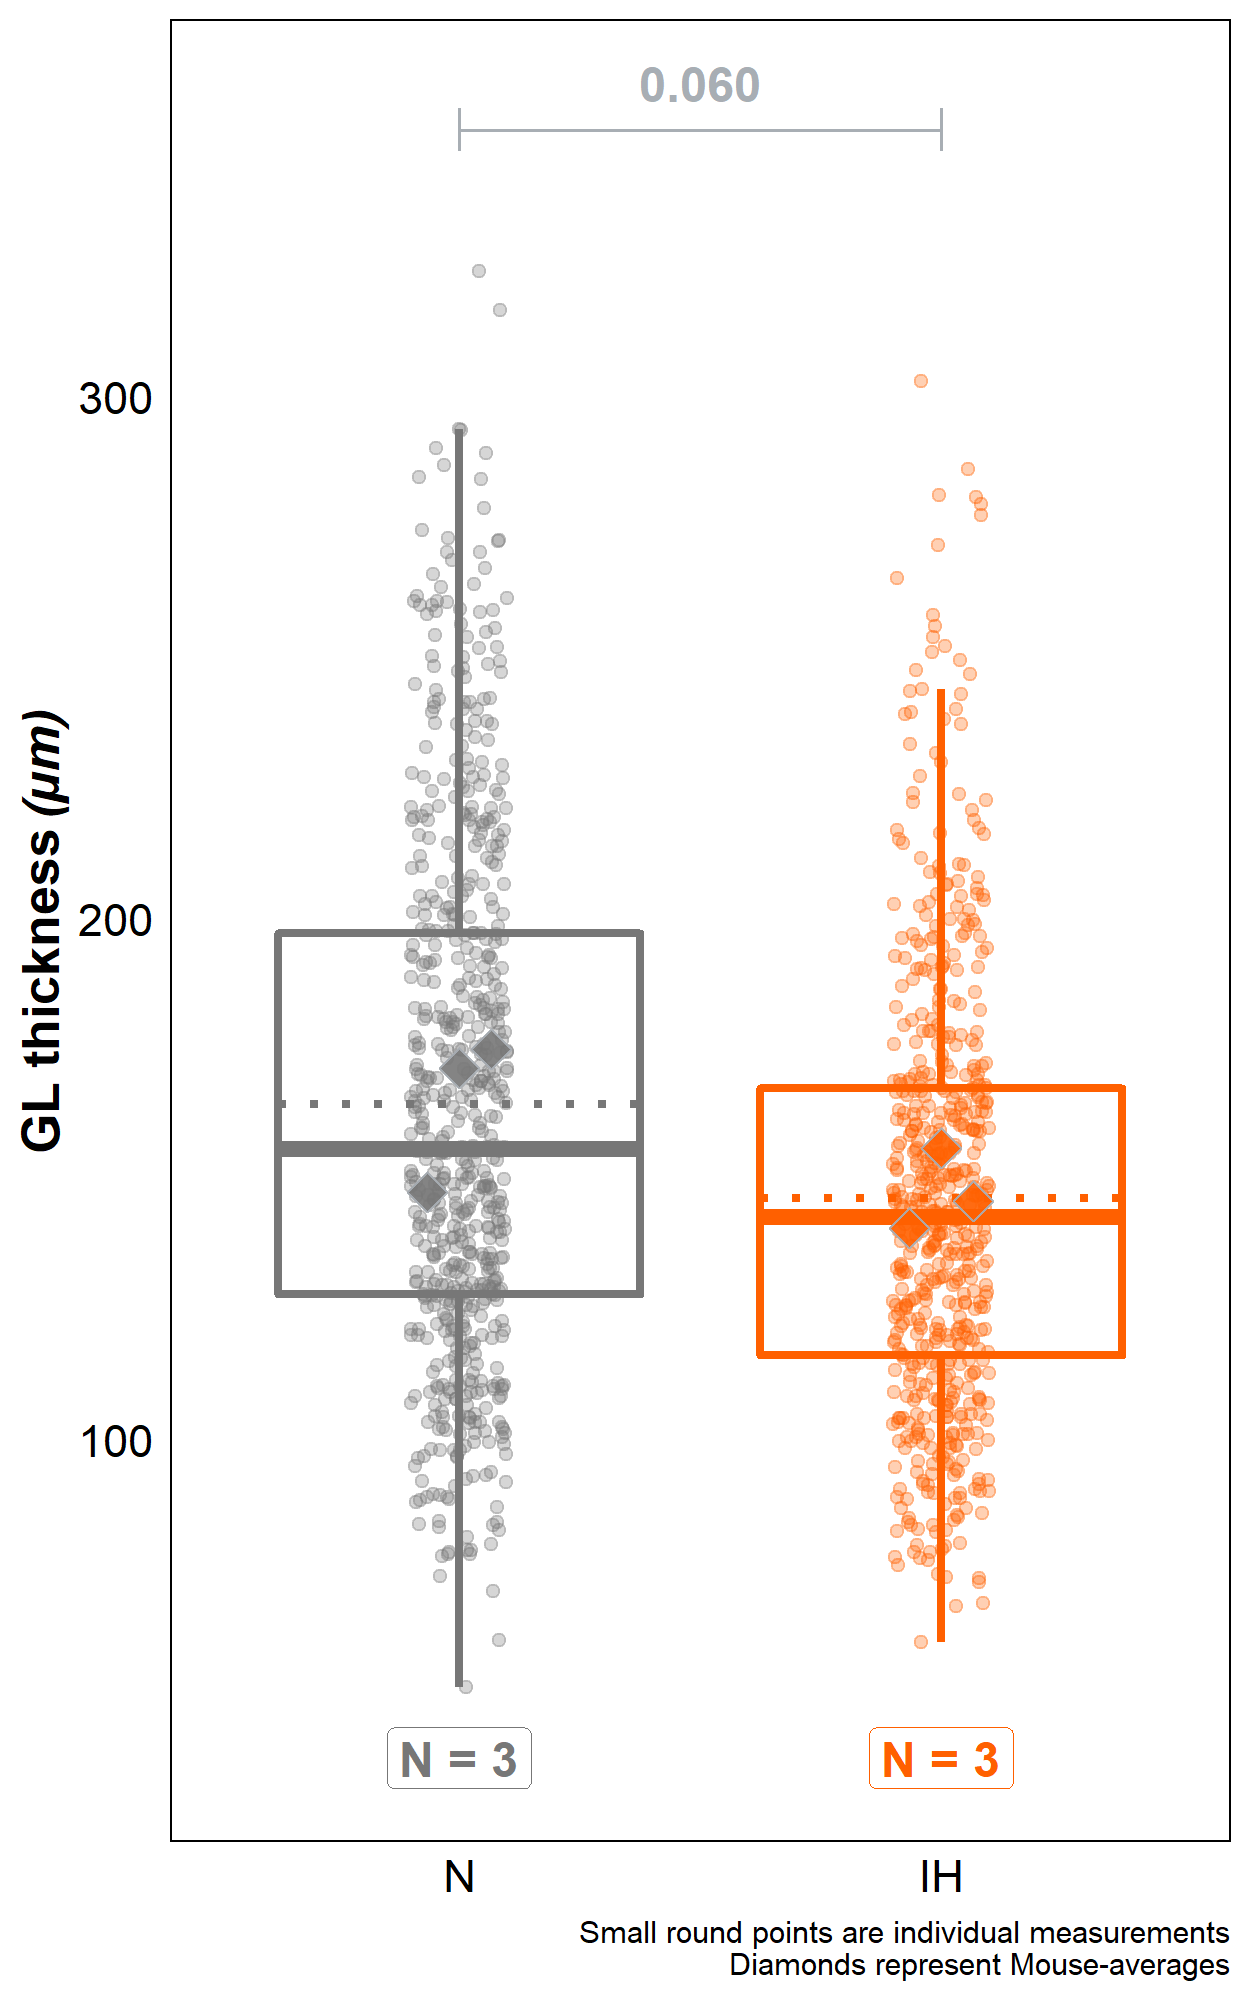 0.060
300
200
100
GL thickness (μm)
N = 3
N = 3
N
IH
Small round points are individual measurements
Diamonds represent Mouse-averages